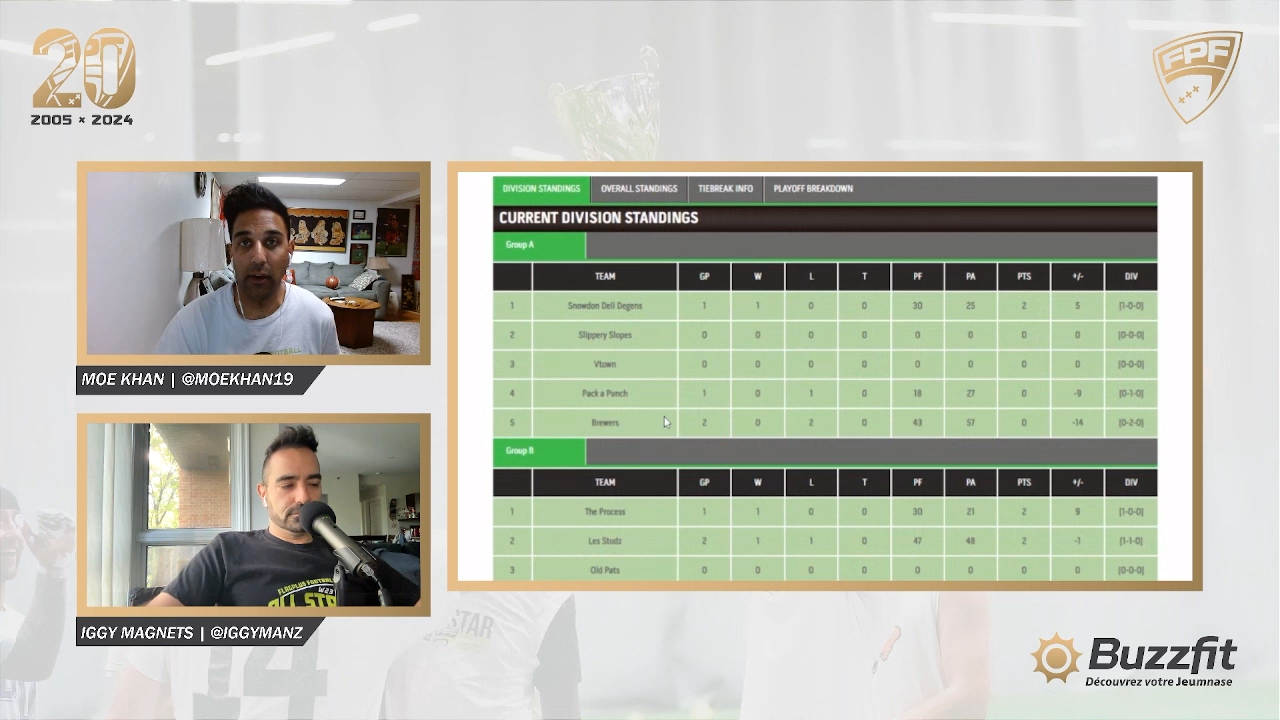 20
2005 × 2024
FPF
MOE KHAN | @MOEKHAN19
FLAGPLUS FOOTBALL
W23
ALL STA
IGGY MAGNETS | @IGGYMANZ
DIVISION STANDINGS OVERALL STANDINGS TIEBREAK INFO PLAYOFF BREAKDOWN
CURRENT DIVISION STANDINGS
Group A
TEAM GP W L T PF PA PTS +/- DIV
1 Snowdon Deli Degens 1 1 0 0 30 25 2 5 [1-0-0]
2 Slippery Slopes 0 0 0 0 0 0 0 0 [0-0-0]
3 Vtown 0 0 0 0 0 0 0 0 [0-0-0]
4 Pack a Punch 1 0 1 0 18 27 0 -9 [0-1-0]
5 Brewers 2 0 2 0 43 57 0 -14 [0-2-0]
Group B
TEAM GP W L T PF PA PTS +/- DIV
1 The Process 1 1 0 0 30 21 2 9 [1-0-0]
2 Les Studz 2 1 1 0 47 48 2 -1 [1-1-0]
3 Old Pats 0 0 0 0 0 0 0 0 [0-0-0]
STAR
14
Buzzfit
Découvrez votre Jeumnase